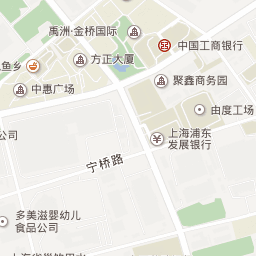 禹洲·金桥国际
中国工商银行
方正大厦
鱼乡
中惠广场
聚鑫商务园
由度工场
公司
上海浦东
发展银行
宁桥路
多美滋婴幼儿
食品公司